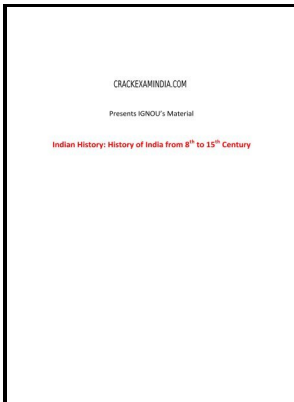 CRACKEXAMINDIA.COM
Presents IGNOU's Material
Indian History: History of India from 8th to 15th Century